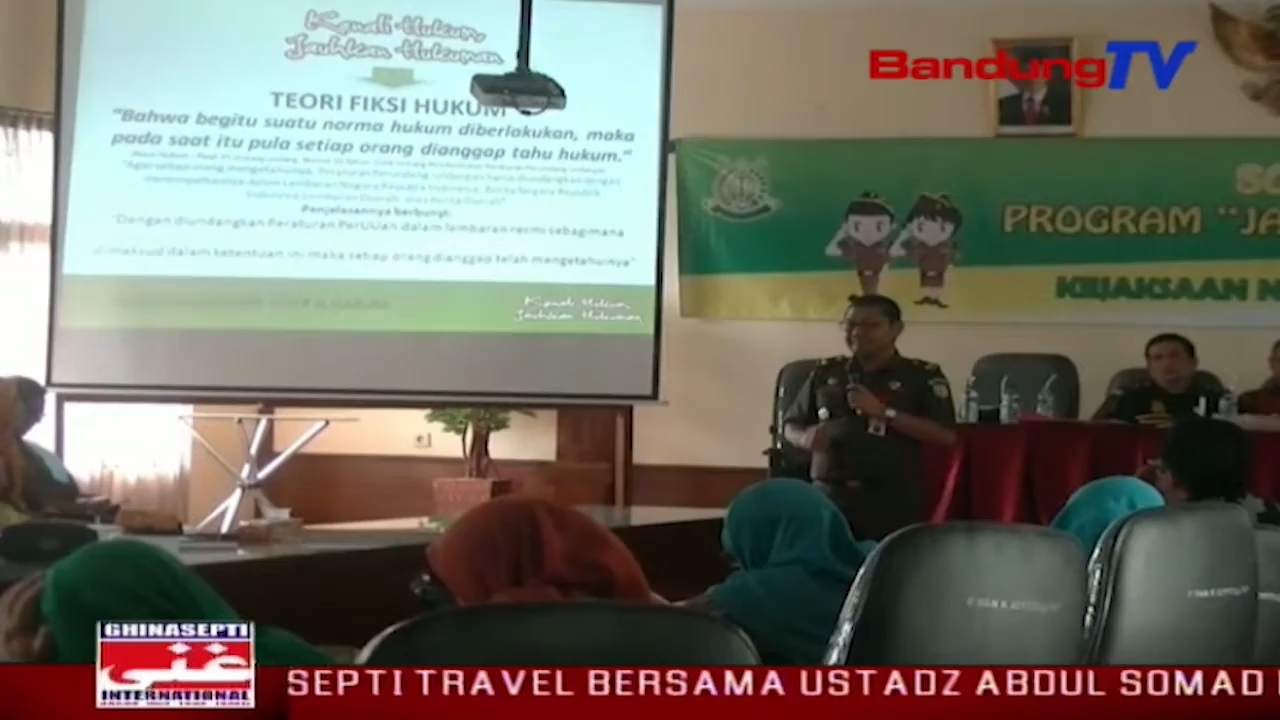 Kenali Hukum,
Jauhkan Hukuman
TEORI FIKSI HUKUM
"Bahwa begitu suatu norma hukum diberlakukan, maka
pada saat itu pula setiap orang dianggap tahu hukum."
Penjelasannya berbunyi:
"Dengan diundangkan Peraturan PerUUan dalam lembaran resmi sebagimana
dimaksud dalam ketentuan ini maka setiap orang dianggap telah mengetahuinya"
Kenali Hukum,
Jauhkan Hukuman
BandungTV
PROGRAM "JA
KEJAKSAAN N
GHINASEPTI
غنى
INTERNATIONAL
SEPTI TRAVEL BERSAMA USTADZ ABDUL SOMAD